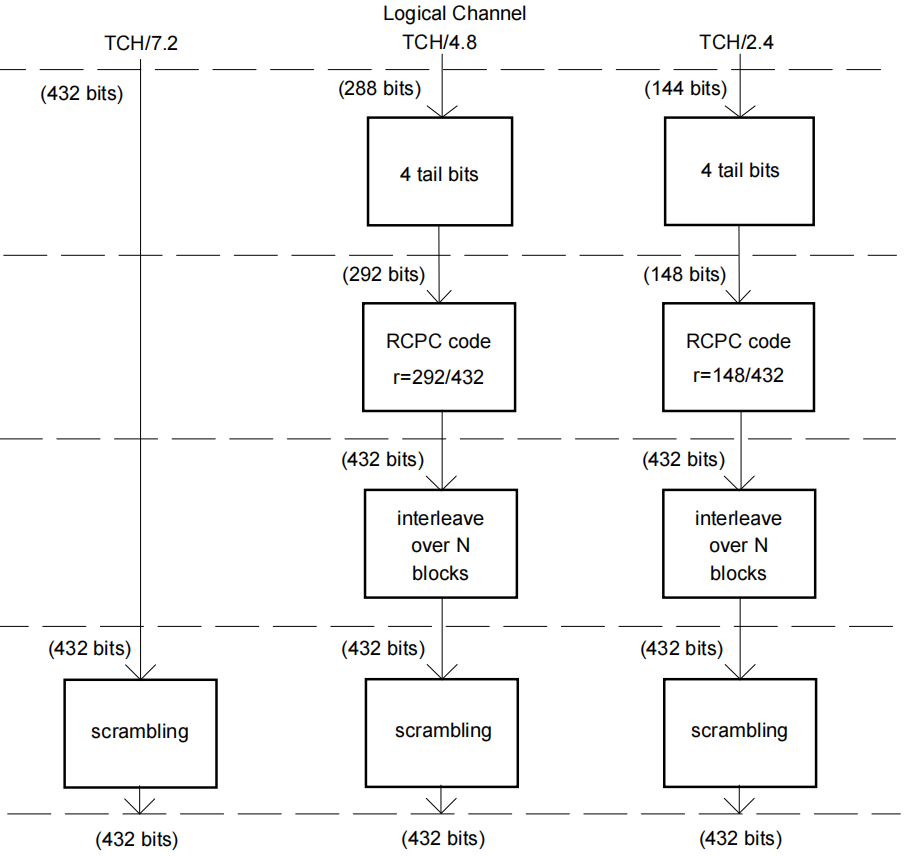 Logical Channel
TCH/7.2
TCH/4.8
TCH/2.4
(432 bits)
(288 bits)
(144 bits)
4 tail bits
4 tail bits
(292 bits)
(148 bits)
RCPC code
r=292/432
RCPC code
r=148/432
(432 bits)
(432 bits)
interleave
over N
blocks
interleave
over N
blocks
(432 bits)
(432 bits)
(432 bits)
scrambling
scrambling
scrambling
(432 bits)
(432 bits)
(432 bits)